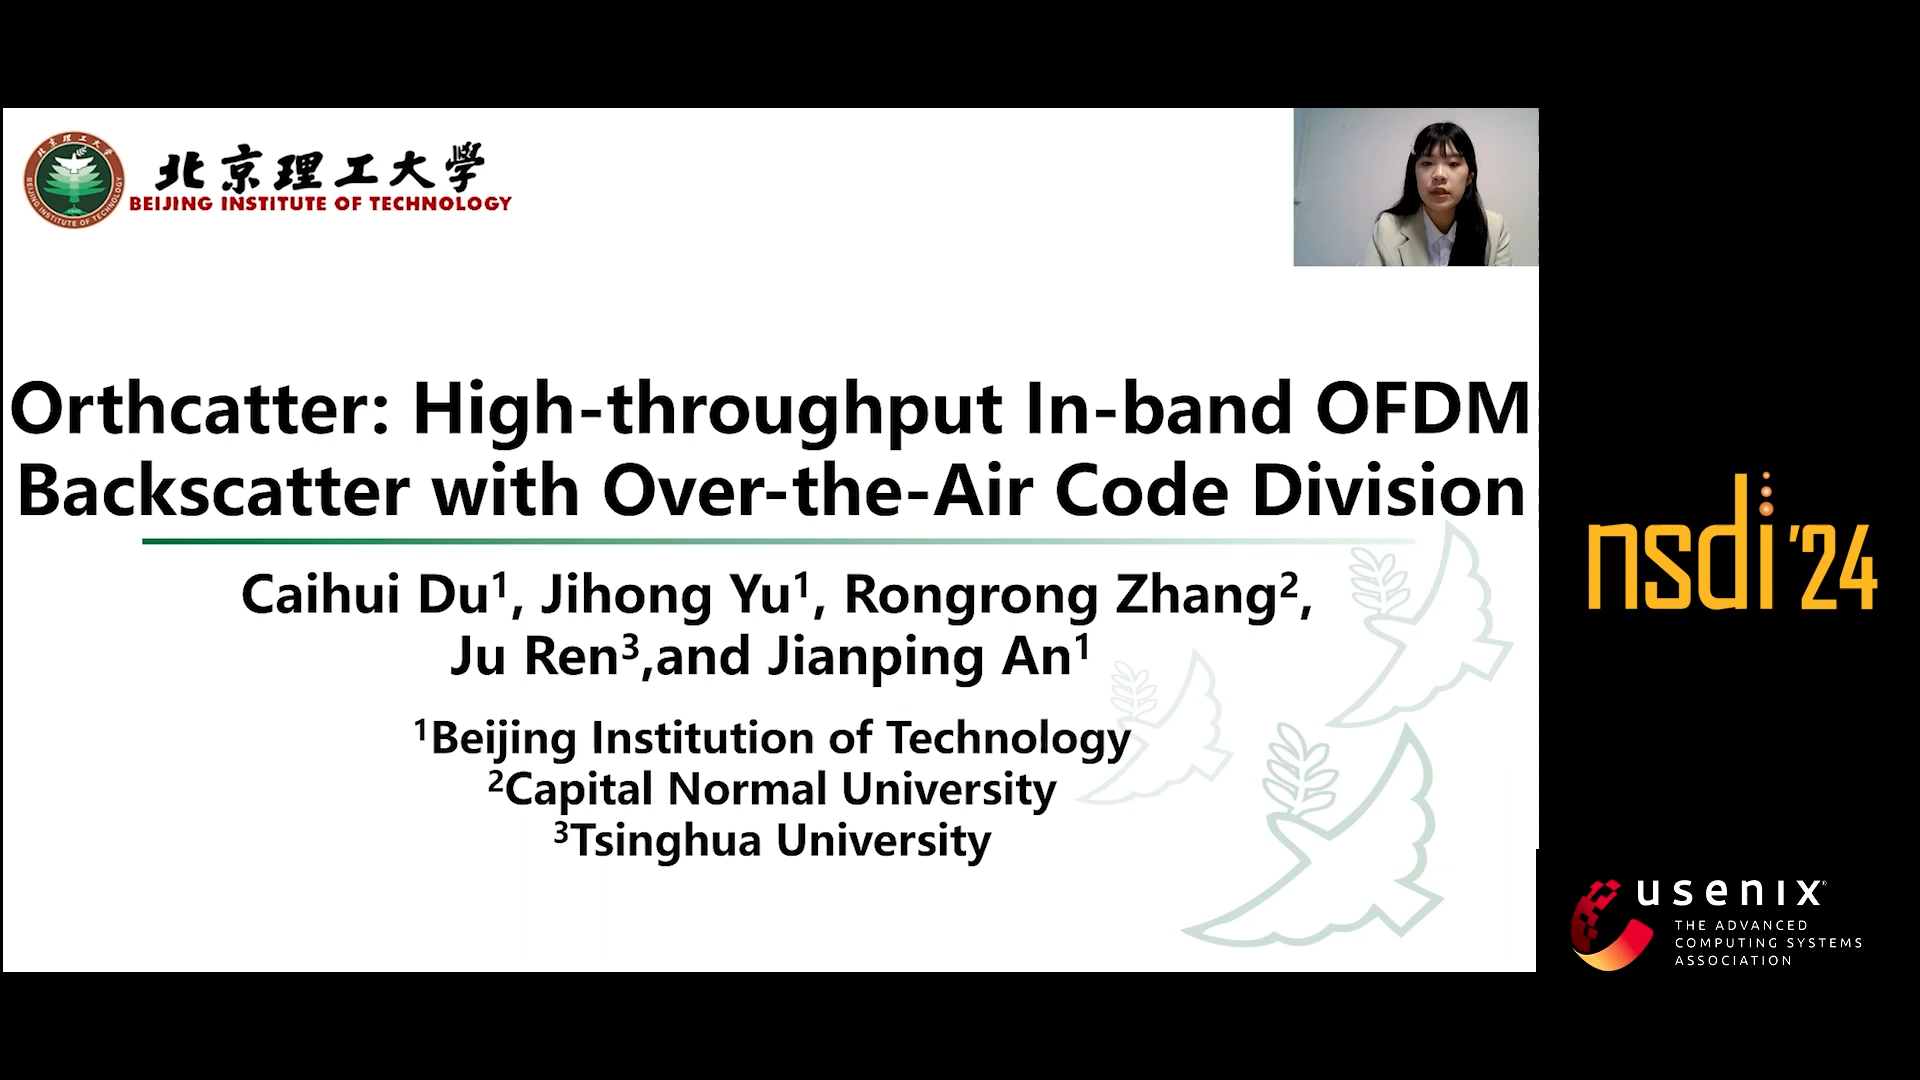 北京理工大學
BEIJING INSTITUTE OF TECHNOLOGY
Orthcatter: High-throughput In-band OFDM
Backscatter with Over-the-Air Code Division
Caihui Du¹, Jihong Yu¹, Rongrong Zhang²,
Ju Ren³,and Jianping An¹
¹Beijing Institution of Technology
²Capital Normal University
³Tsinghua University
nsdi '24
usenix
THE ADVANCED
COMPUTING SYSTEMS
ASSOCIATION